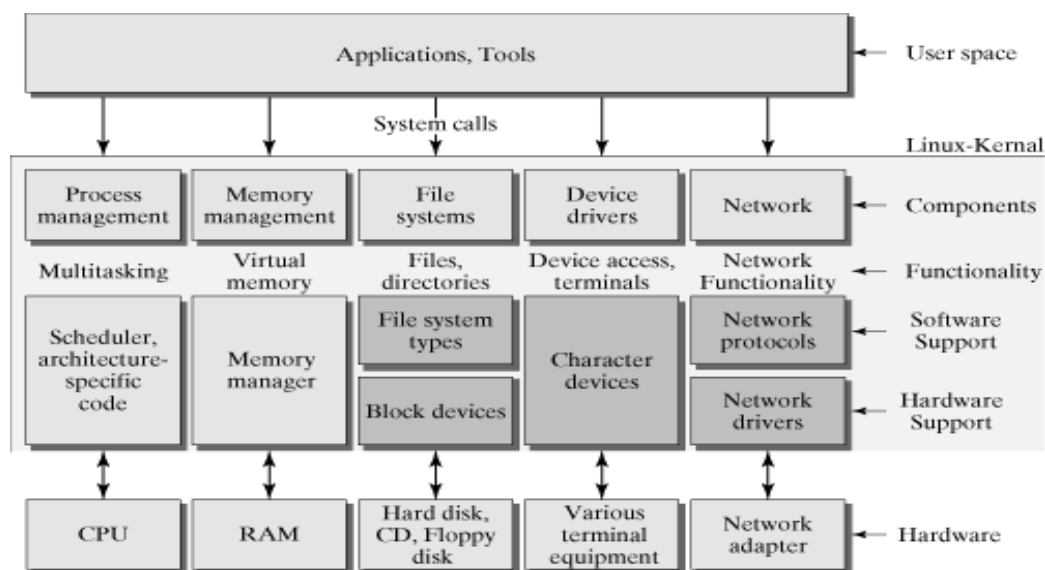 Applications, Tools
User space
System calls
Linux-Kernal
Process
management
Memory
management
File
systems
Device
drivers
Network
Components
Multitasking
Virtual
memory
Files,
directories
Device access,
terminals
Network
Functionality
Functionality
Scheduler,
architecture-
specific
code
Memory
manager
File system
types
Block devices
Character
devices
Network
protocols
Network
drivers
Software
Support
Hardware
Support
CPU
RAM
Hard disk,
CD, Floppy
disk
Various
terminal
equipment
Network
adapter
Hardware